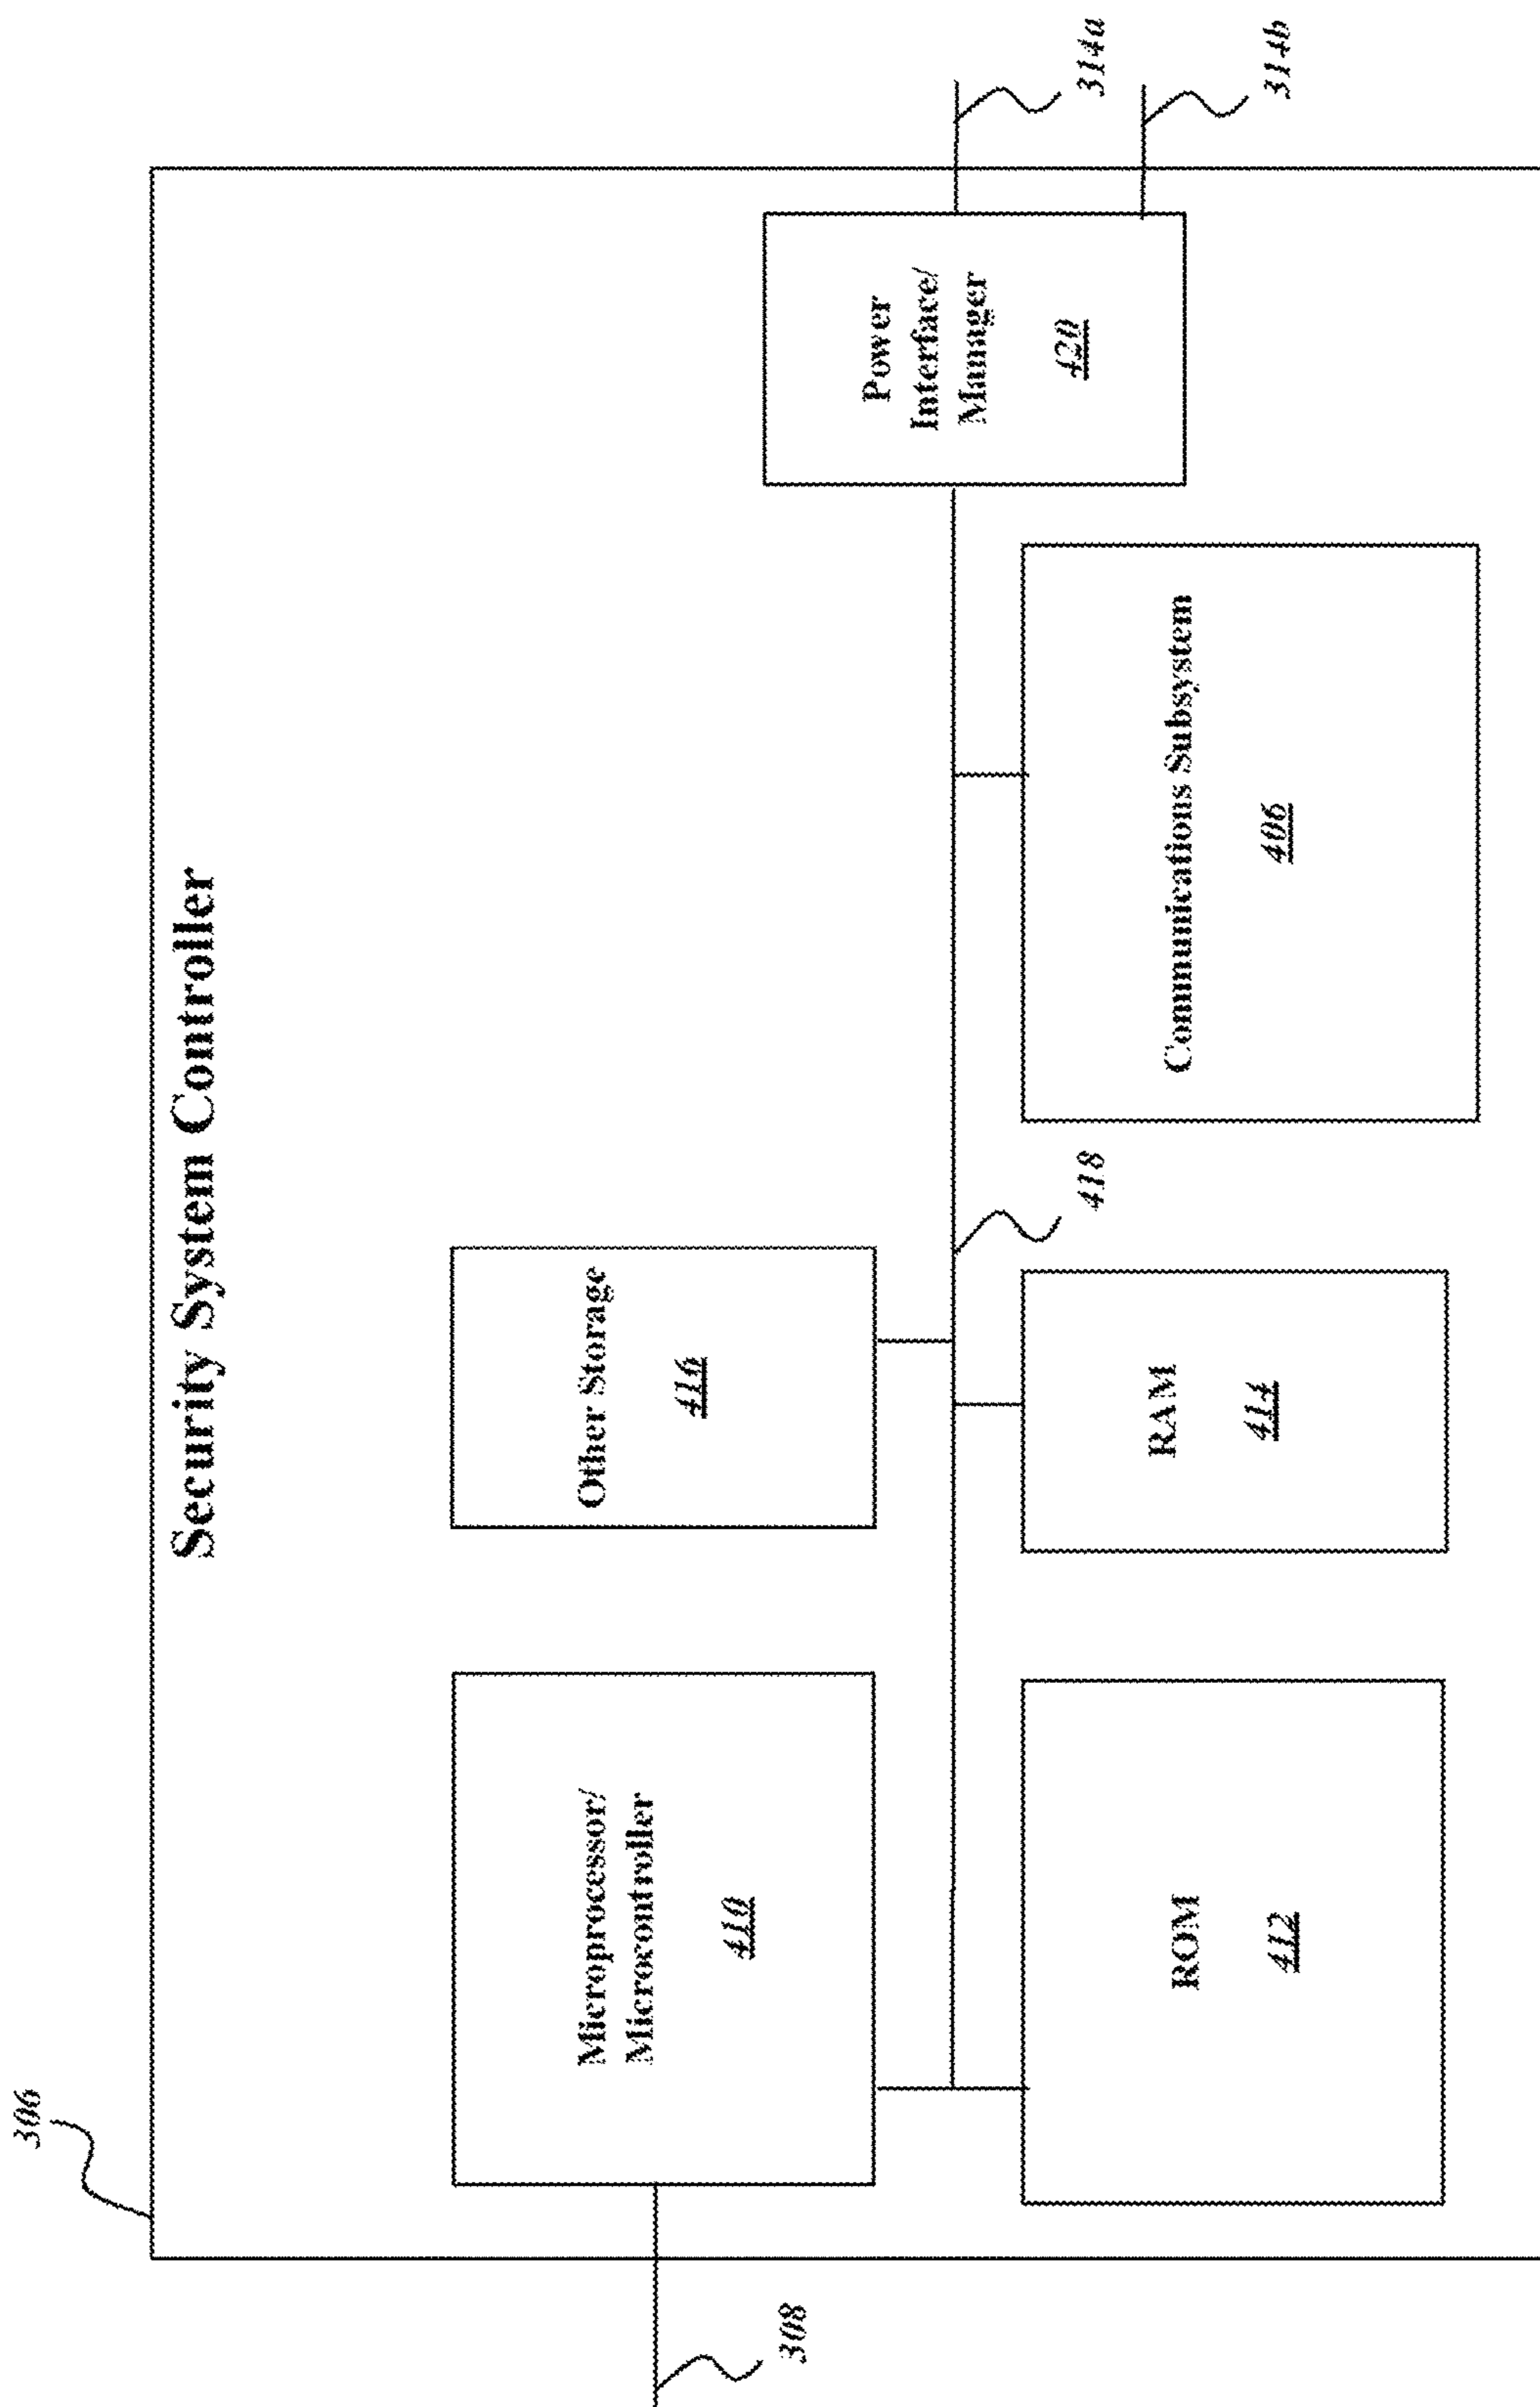 306
Security System Controller
308
Microprocessor/
Microcontroller
410
Other Storage
416
Power
Interface/
Manager
420
314a
314b
418
ROM
412
RAM
414
Communications Subsystem
406